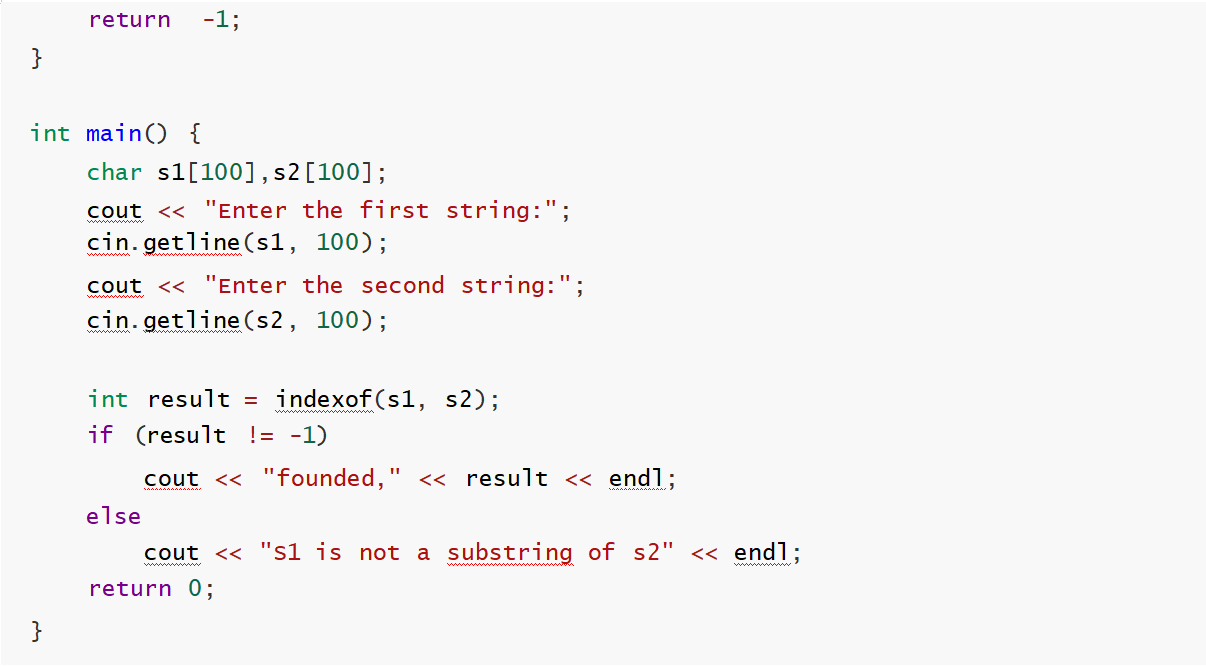 return -1;
}
int main() {
char s1[100],s2[100];
cout << "Enter the first string:";
cin.getline(s1, 100);
cout << "Enter the second string:";
cin.getline(s2, 100);
int result = indexof(s1, s2);
if (result != -1)
cout << "founded," << result << endl;
else
cout << "S1 is not a substring of s2" << endl;
return 0;
}